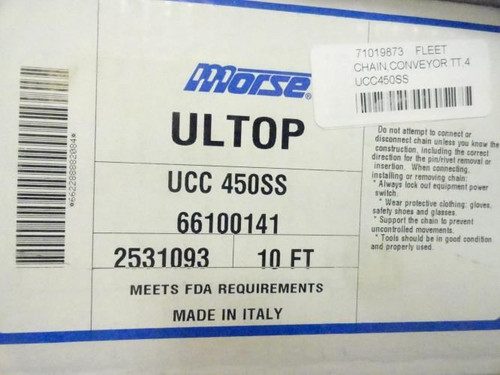 71019873 FLEET
CHAIN,CONVEYOR TT,4
UCC450SS
morse®
ULTOP
UCC 450SS
66100141
2531093 10 FT
MEETS FDA REQUIREMENTS
MADE IN ITALY
*6622888882084*
Do not attempt to connect or
disconnect chain unless you know the
construction, including the correct
direction for the pin/rivet removal or
insertion. When connecting,
installing or removing chain:
* Always lock out equipment power
switch.
* Wear protective clothing: gloves,
safety shoes and glasses.
* Support the chain to prevent
uncontrolled movements.
* Tools should be in good condition
and properly used.